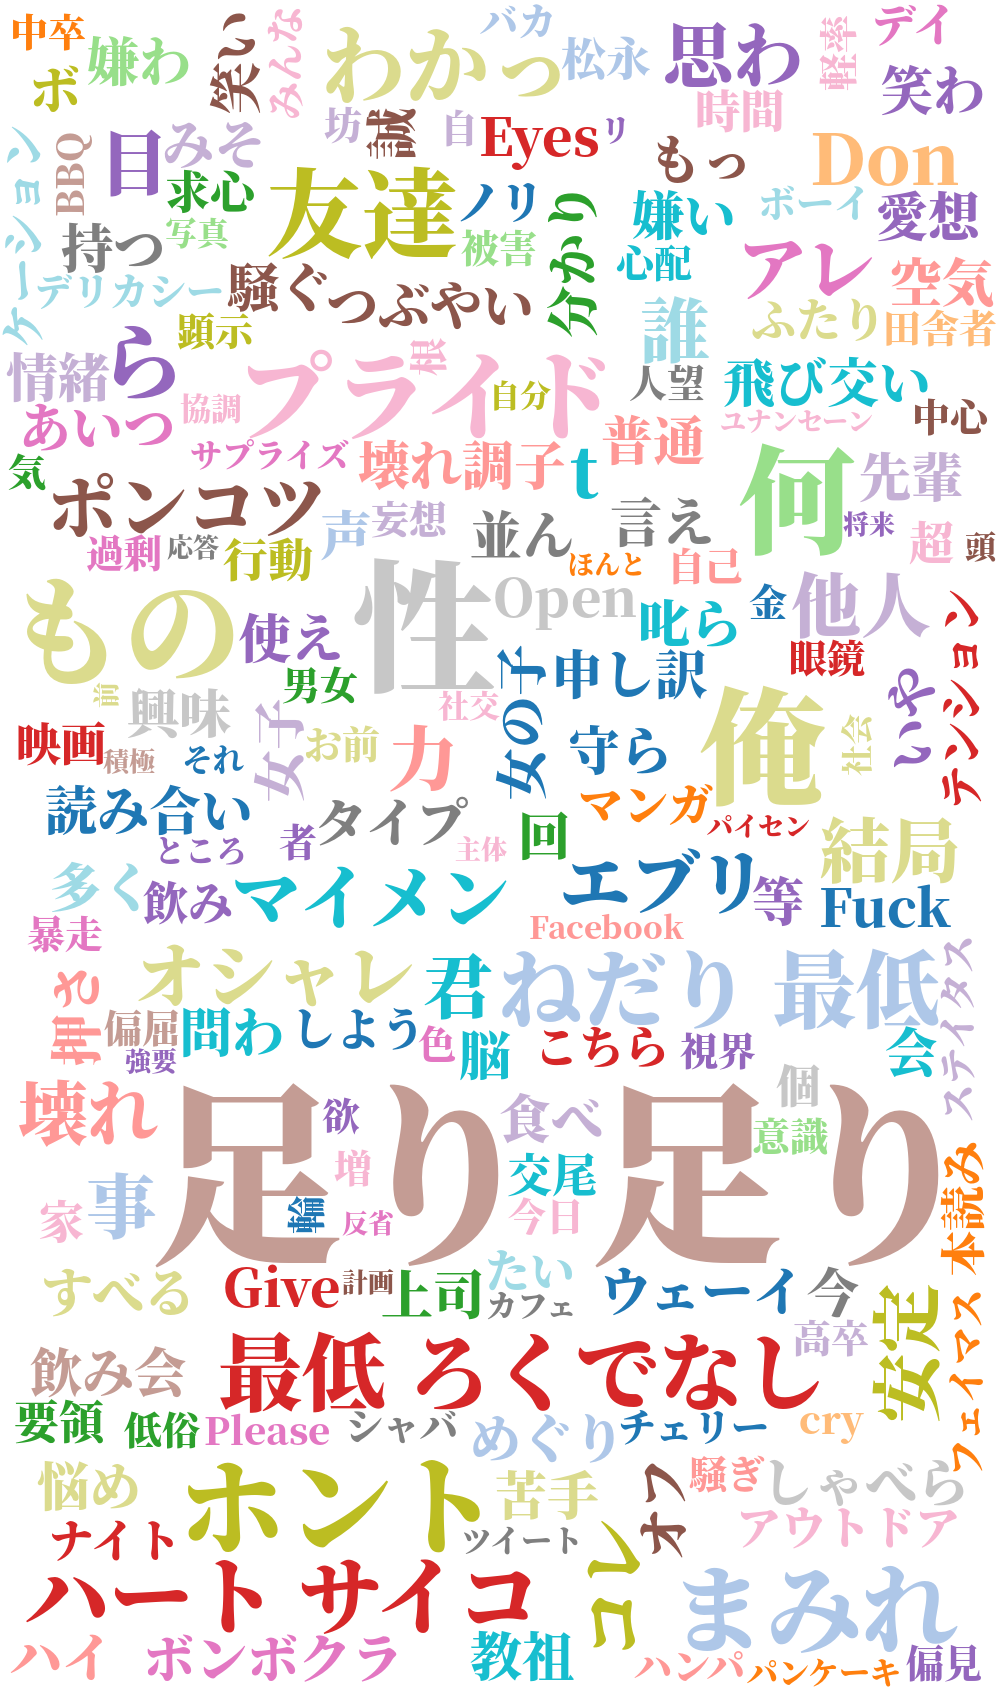 中卒
嫌わ
笑い
みんな
わかっ
バカ
松永
思わ
軽率
デイ
ボ
笑わ
時間
坊
誠
自
Eyes
リ
もっ
Don
ケーション
BBQ
目
みそ
求心
友達
ノリ
分かり
嫌い
ボーイ
愛想
持つ
写真
被害
心配
アレ
空気
デリカシー
騒ぐ
つぶやい
誰
ふたり
田舎者
顕示
情緒
ら
プライド
根
自分
人望
飛び交い
あいつ
協調
ユナンセーン
中心
気
サプライズ
壊れ
調子
t
普通
何
先輩
ポンコツ
声
妄想
並ん
言え
将来
過剰
応答
行動
ほんと
自己
超
頭
もの
使え
性
Open
叱ら
金
他人
テンション
男女
女の子
申し訳
眼鏡
前
興味
女子
社交
俺
いや
映画
積極
それ
お前
力
守ら
社会
読み合い
タイプ
マンガ
パイセン
ところ
者
主体
回
結局
多く
飲み
マイメン
エブリ
等
Fuck
暴走
Facebook
押さ
オシャレ
君
ねだり
最低
ステイタス
偏屈
問わ
しよう
色
脳
こちら
視界
会
強要
壊れ
足り
欲
食べ
足り
個
意識
事
増
交尾
本読み
家
輪
反省
今日
すべる
Give
計画
上司
たい
カフェ
ウェーイ
今
安定
フェイマス
飲み会
最低
ろくでなし
高卒
要領
低俗
Please
シャバ
めぐり
チェリー
cry
悩め
ホント
苦手
オフ
騒ぎ
しゃべら
ナイト
ツイート
コレ
アウトドア
ハート
サイコ
まみれ
ハイ
ボンボクラ
教祖
ハンパ
パンケーキ
偏見